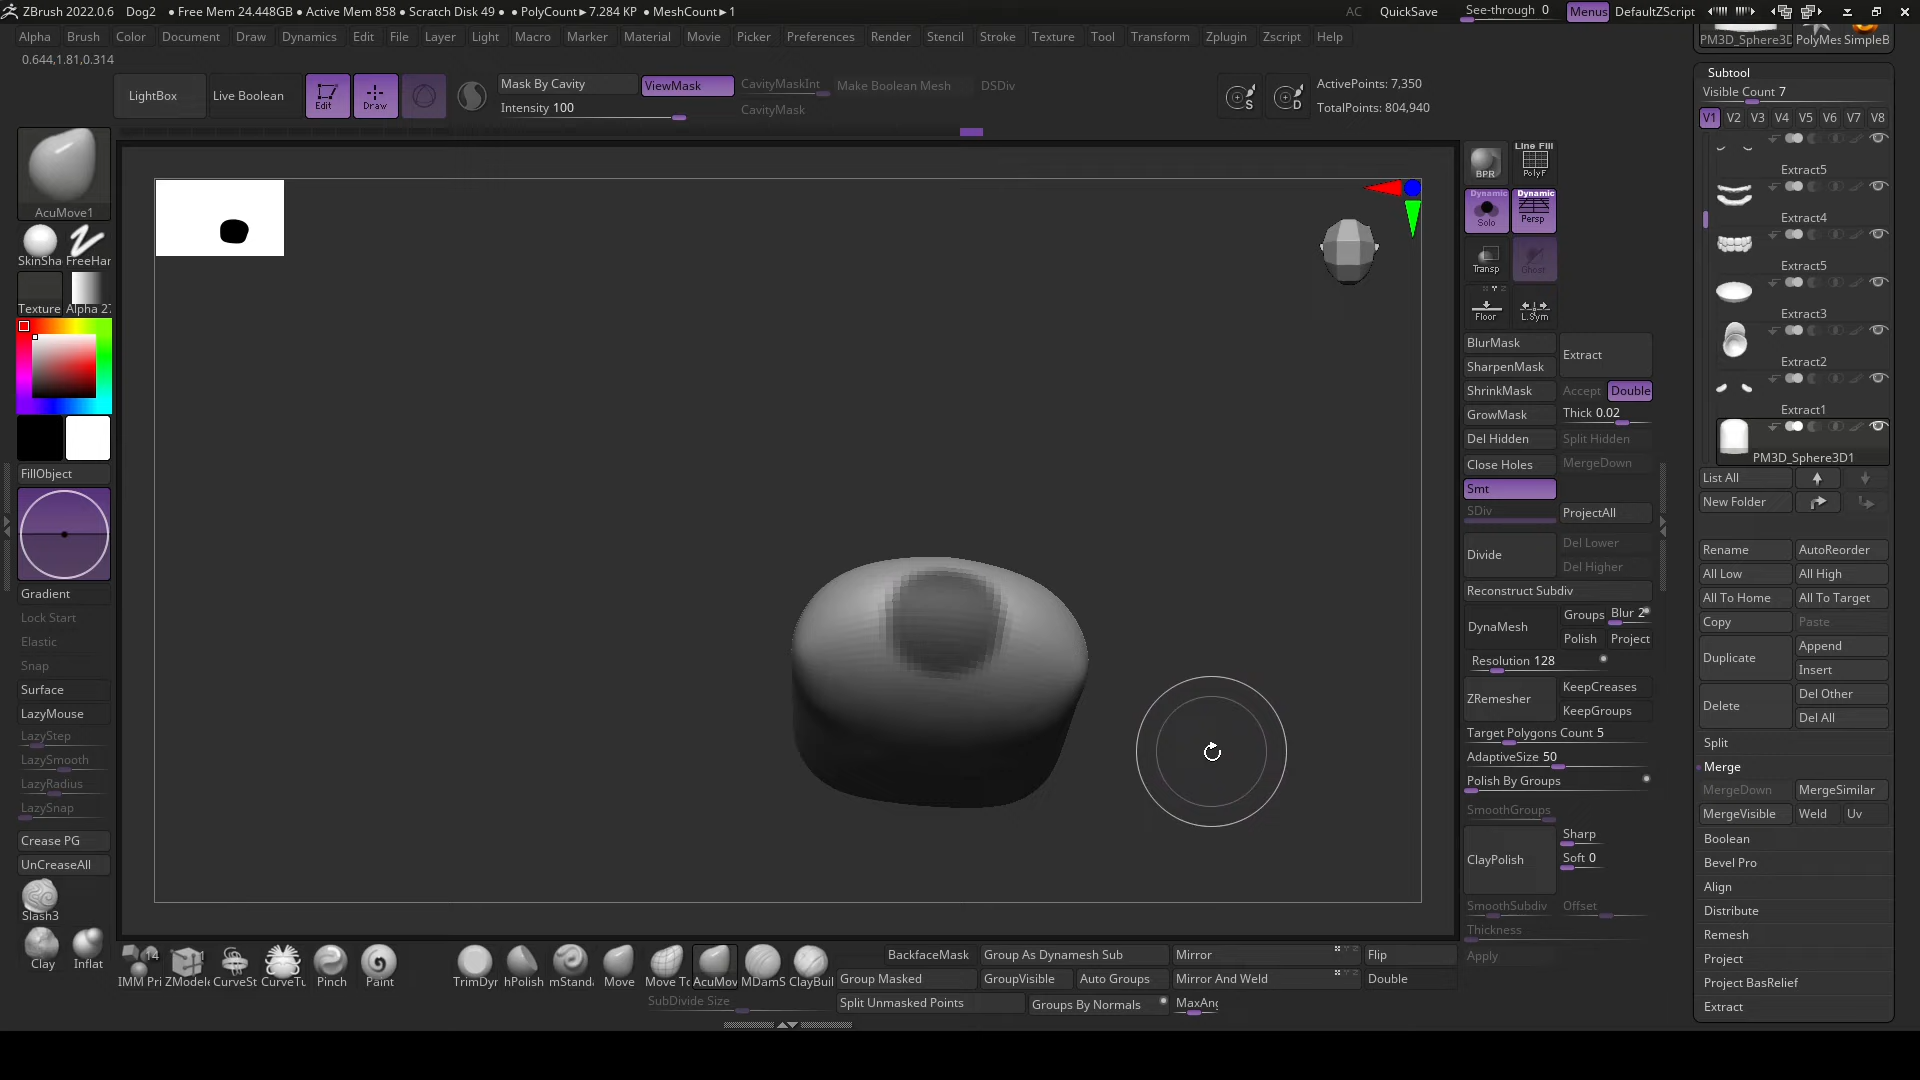 ZBrush 2022.0.6 Dog2 ● Free Mem 24.448GB ● Active Mem 858 ● Scratch Disk 49 ● ● PolyCount►7.284 KP ● MeshCount►1 AC QuickSave See-through 0 Menus DefaultZScript
Alpha Brush Color Document Draw Dynamics Edit File Layer Light Macro Marker Material Movie Picker Preferences Render Stencil Stroke Texture Tool Transform Zplugin Zscript Help
PM3D_Sphere3D PolyMes SimpleB
0.644,1.81,0.314
LightBox Live Boolean Edit Draw
Mask By Cavity ViewMask CavityMaskInt Make Boolean Mesh DSDiv
Intensity 100 CavityMask
S D
ActivePoints: 7,350
TotalPoints: 804,940
AcuMove1
SkinSha FreeHan
Texture Alpha 27
FillObject
Gradient
Lock Start
Elastic
Snap
Surface
LazyMouse
LazyStep
LazySmooth
LazyRadius
LazySnap
Crease PG
UnCreaseAll
Slash3
Clay Inflat
BPR Line Fill PolyF
Dynamic Solo Dynamic Persp
Transp Ghost
Floor L.Sym
BlurMask Extract
SharpenMask
ShrinkMask Accept Double
GrowMask Thick 0.02
Del Hidden Split Hidden
Close Holes MergeDown
Smt
SDiv ProjectAll
Divide Del Lower
Del Higher
Reconstruct Subdiv
DynaMesh Groups Blur 2
Polish Project
Resolution 128
ZRemesher KeepCreases
KeepGroups
Target Polygons Count 5
AdaptiveSize 50
Polish By Groups
SmoothGroups
ClayPolish Sharp
Soft 0
SmoothSubdiv Offset
Thickness
Apply
Subtool
Visible Count 7
V1 V2 V3 V4 V5 V6 V7 V8
Extract5
Extract4
Extract5
Extract3
Extract2
Extract1
PM3D_Sphere3D1
List All
New Folder
Rename AutoReorder
All Low All High
All To Home All To Target
Copy Paste
Duplicate Append
Insert
Delete Del Other
Del All
Split
Merge
MergeDown MergeSimilar
MergeVisible Weld Uv
Boolean
Bevel Pro
Align
Distribute
Remesh
Project
Project BasRelief
Extract
14
IMM Pri ZModele CurveSt CurveTu Pinch Paint TrimDyn hPolish mStand Move Move To AcuMov MDamS ClayBuil
BackfaceMask Group As Dynamesh Sub Mirror Flip
Group Masked GroupVisible Auto Groups Mirror And Weld Double
SubDivide Size Split Unmasked Points Groups By Normals MaxAng